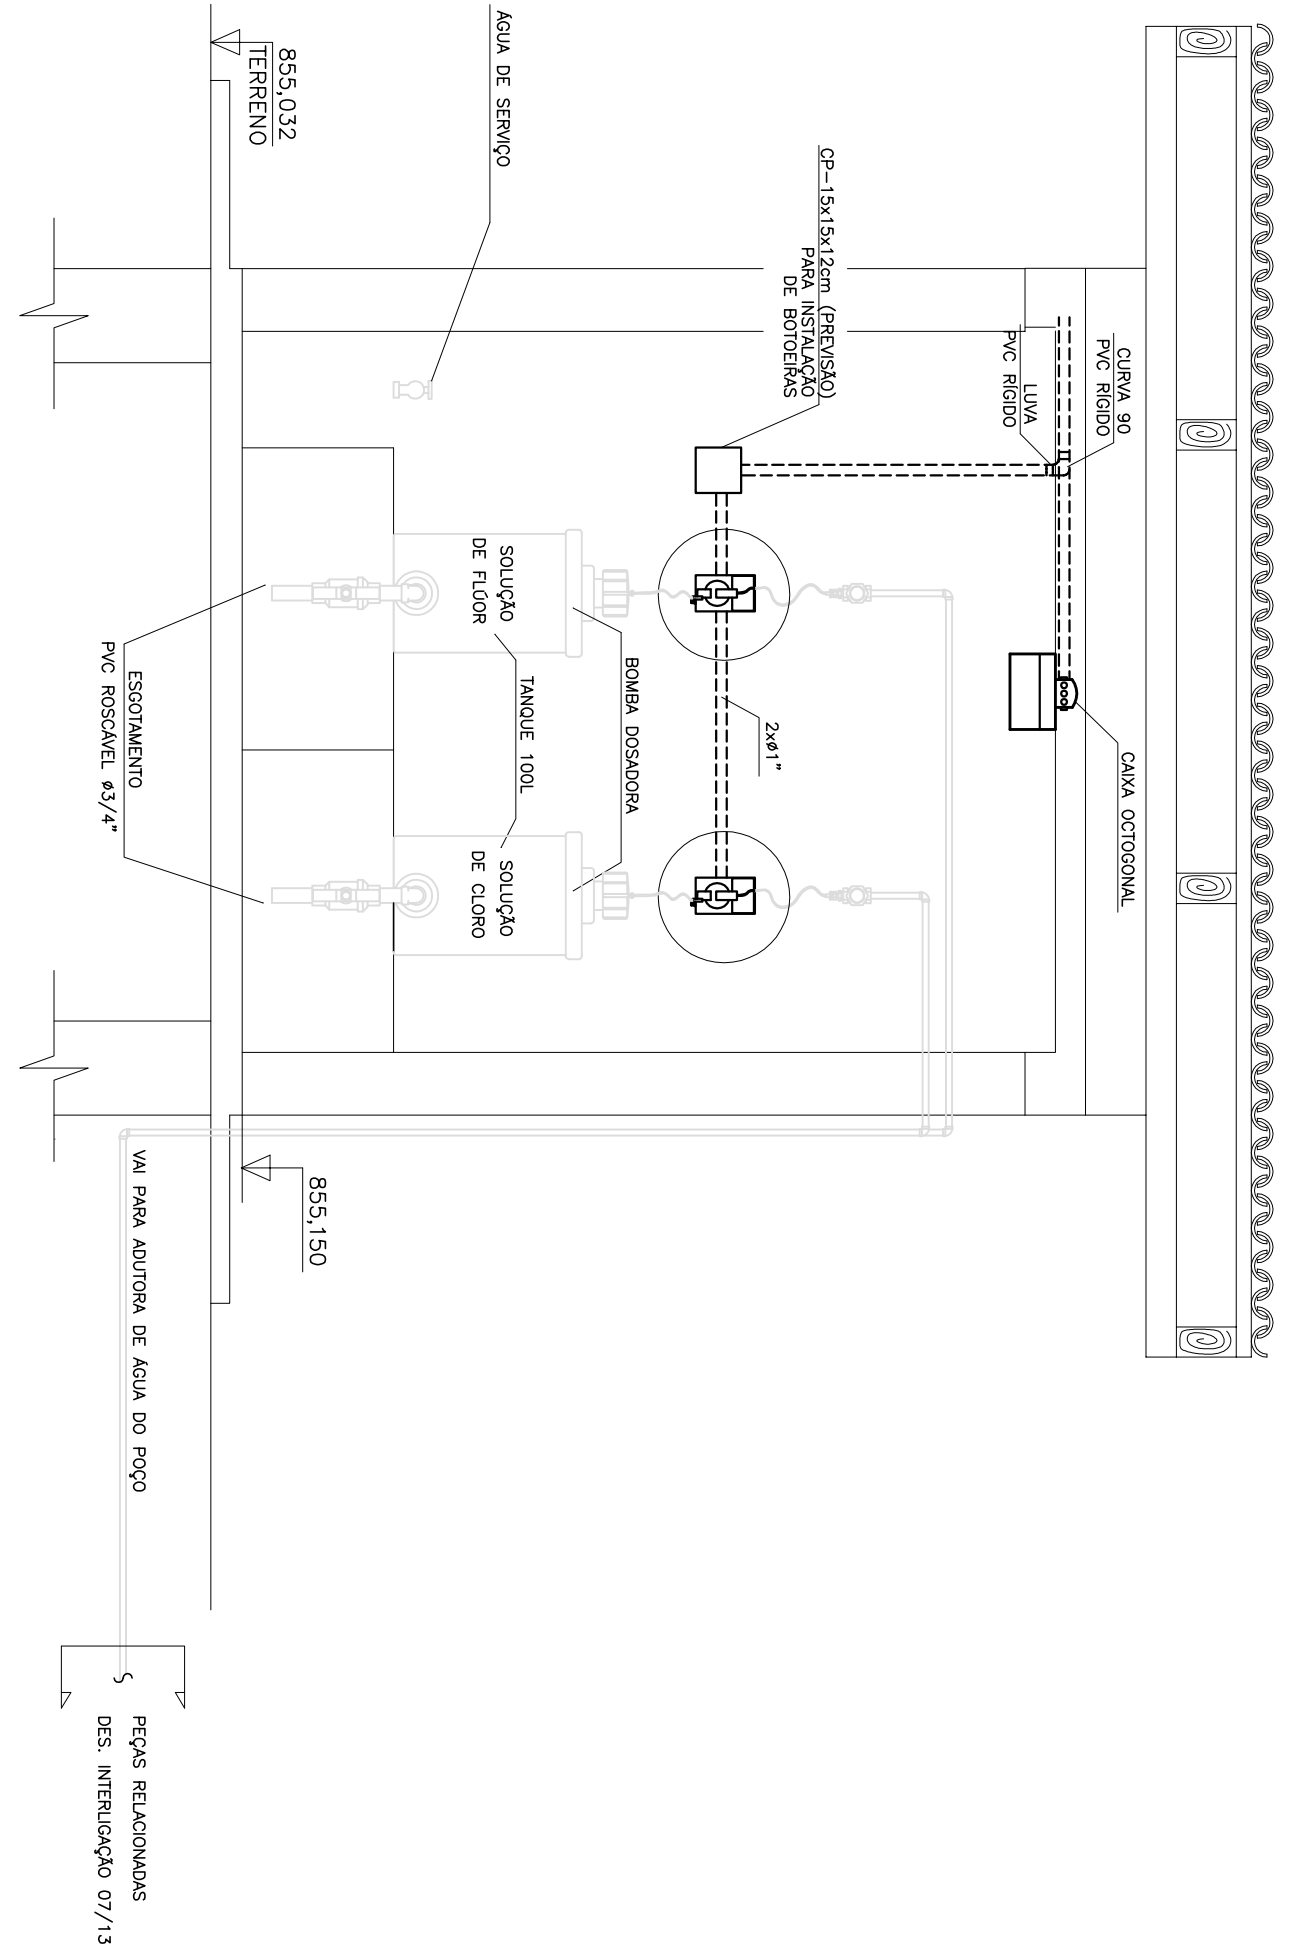 CURVA 90
PVC RÍGIDO
LUVA
PVC RÍGIDO
CAIXA OCTOGONAL
CP-15x15x12cm (PREVISÃO)
PARA INSTALAÇÃO
DE BOTOEIRAS
2xø1"
BOMBA DOSADORA
ÁGUA DE SERVIÇO
SOLUÇÃO
DE FLÚOR
TANQUE 100L
SOLUÇÃO
DE CLORO
855,032
TERRENO
855,150
ESGOTAMENTO
PVC ROSCÁVEL ø3/4"
VAI PARA ADUTORA DE ÁGUA DO POÇO
PEÇAS RELACIONADAS
DES. INTERLIGAÇÃO 07/13